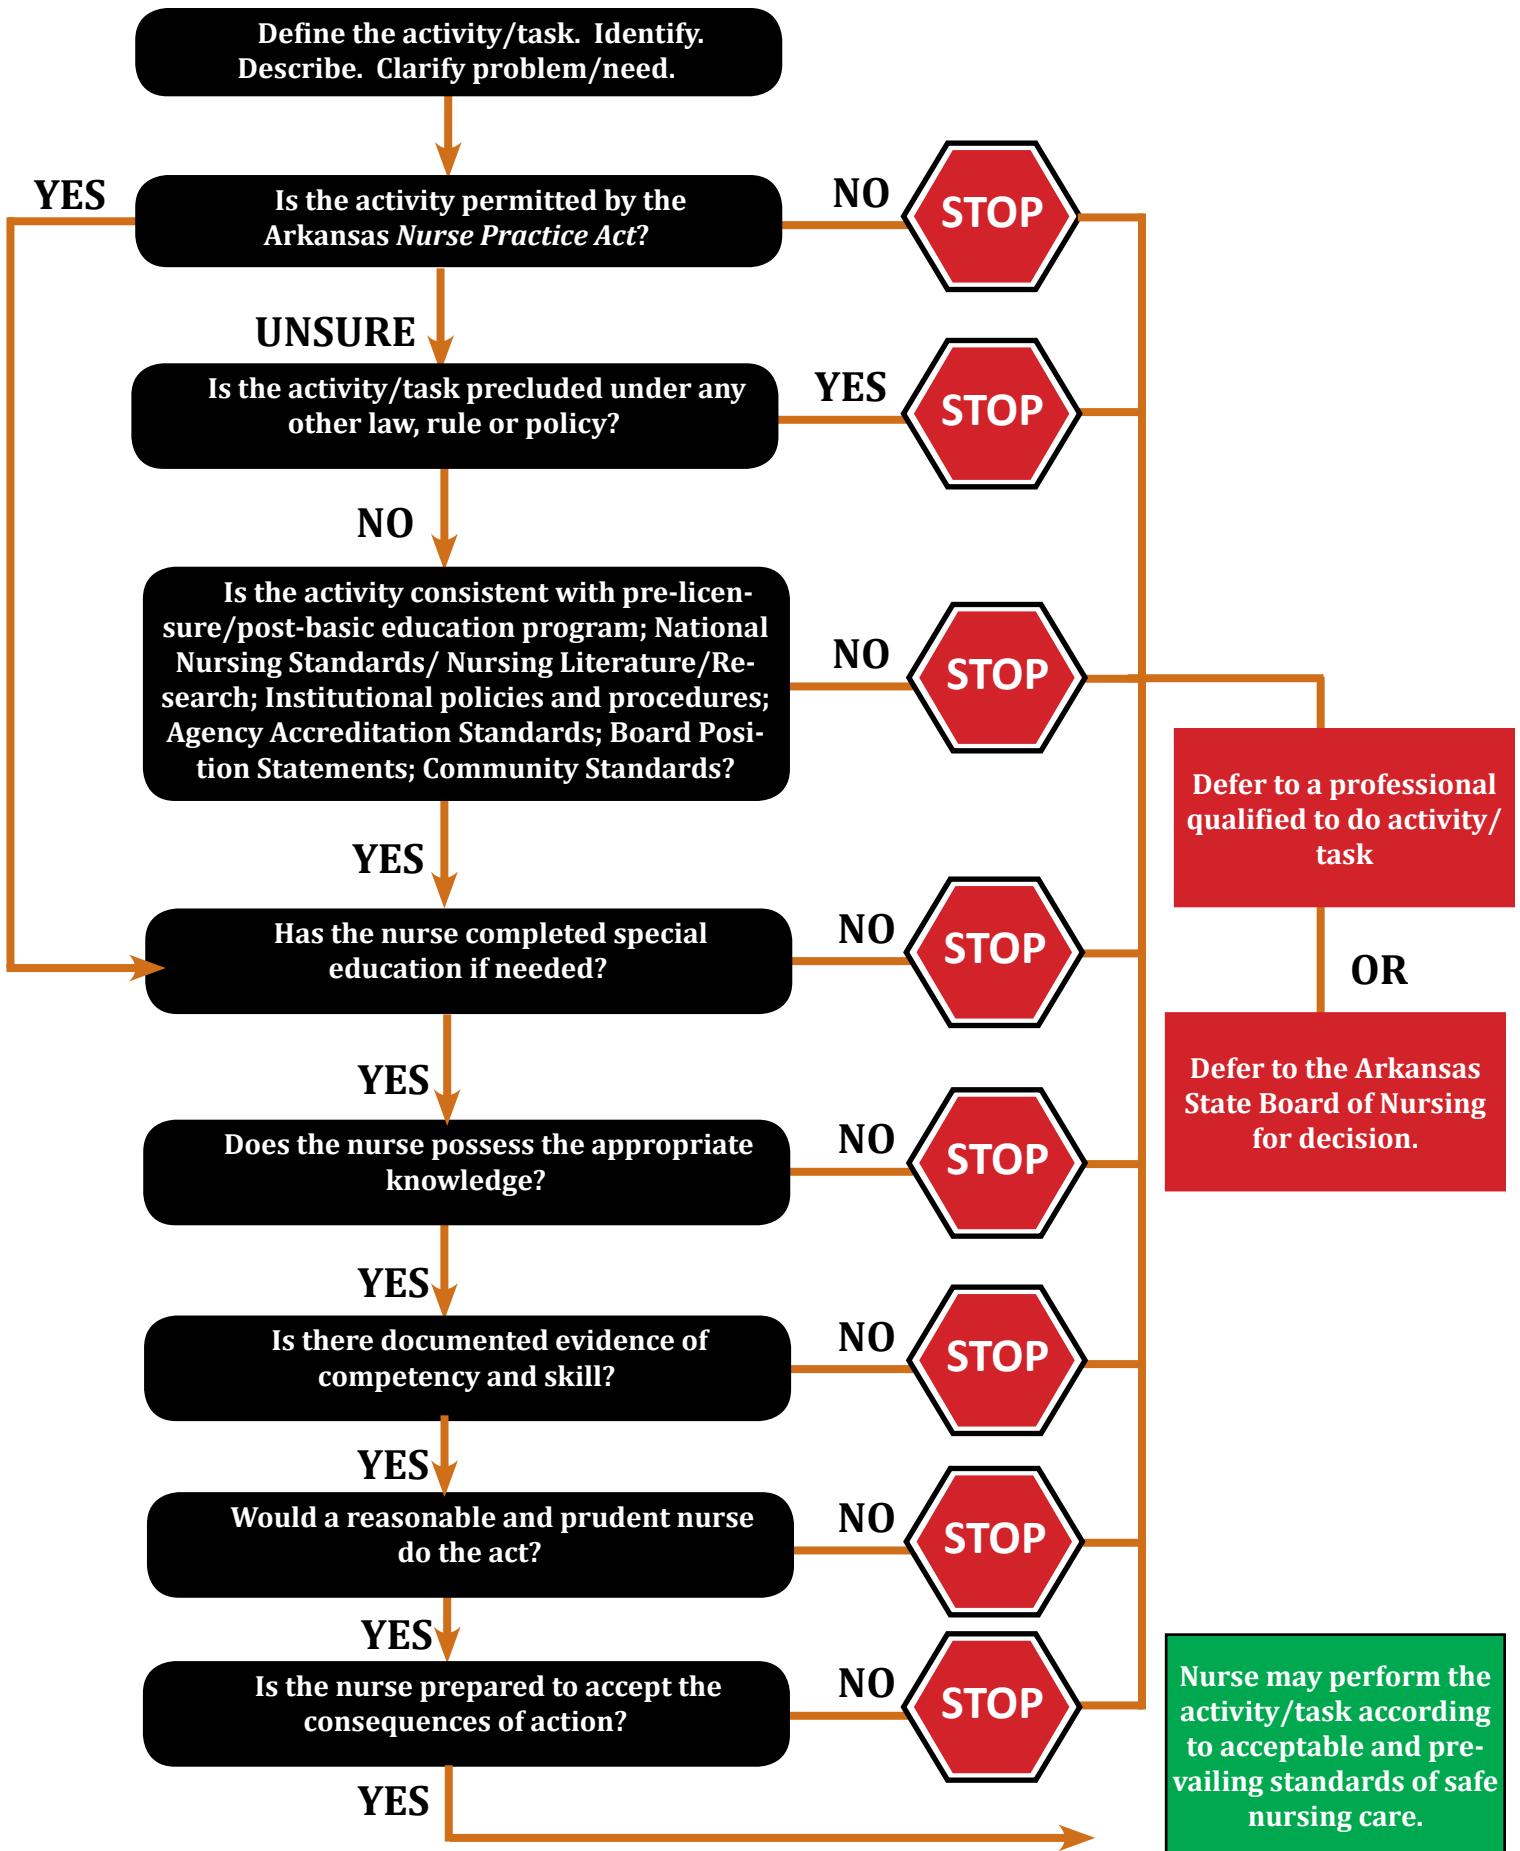 Define the activity/task.  Identify.
Describe.  Clarify problem/need.
YES
Is the activity permitted by the
Arkansas Nurse Practice Act?
NO
STOP
UNSURE
Is the activity/task precluded under any
other law, rule or policy?
YES
STOP
NO
Is the activity consistent with pre-licen-
sure/post-basic education program; National
Nursing Standards/ Nursing Literature/Re-
search; Institutional policies and procedures;
Agency Accreditation Standards; Board Posi-
tion Statements; Community Standards?
NO
STOP
Defer to a professional
qualified to do activity/
task
YES
Has the nurse completed special
education if needed?
NO
STOP
OR
Defer to the Arkansas
State Board of Nursing
for decision.
YES
Does the nurse possess the appropriate
knowledge?
NO
STOP
YES
Is there documented evidence of
competency and skill?
NO
STOP
YES
Would a reasonable and prudent nurse
do the act?
NO
STOP
YES
Is the nurse prepared to accept the
consequences of action?
NO
STOP
YES
Nurse may perform the
activity/task according
to acceptable and pre-
vailing standards of safe
nursing care.